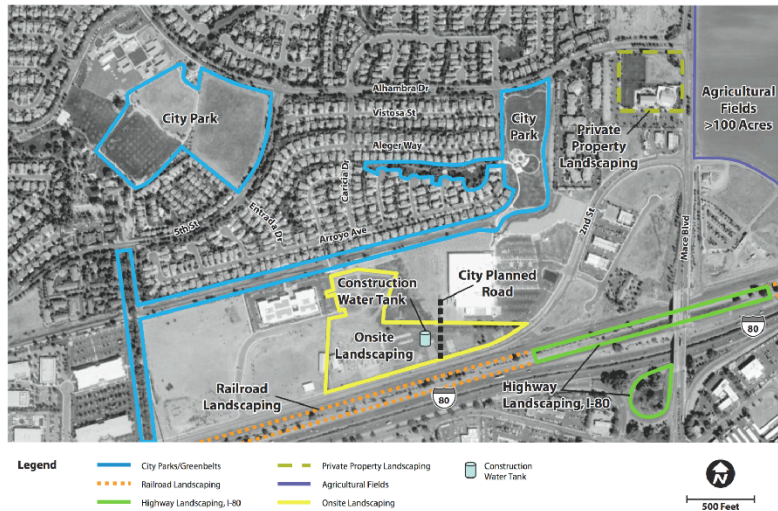 Alhambra Dr
City Park
Vistosa St
City
Park
Agricultural
Fields
>100 Acres
Private
Property
Landscaping
Aleger Way
Caricia Dr
Entrada Dr
5th St
Arroyo Ave
2nd St
Mace Blvd
City Planned
Road
Construction
Water Tank
Onsite
Landscaping
80
Railroad
Landscaping
80
Highway
Landscaping, I-80
Legend
City Parks/Greenbelts
Railroad Landscaping
Highway Landscaping, I-80
Private Property Landscaping
Agricultural Fields
Onsite Landscaping
Construction
Water Tank
N
500 Feet